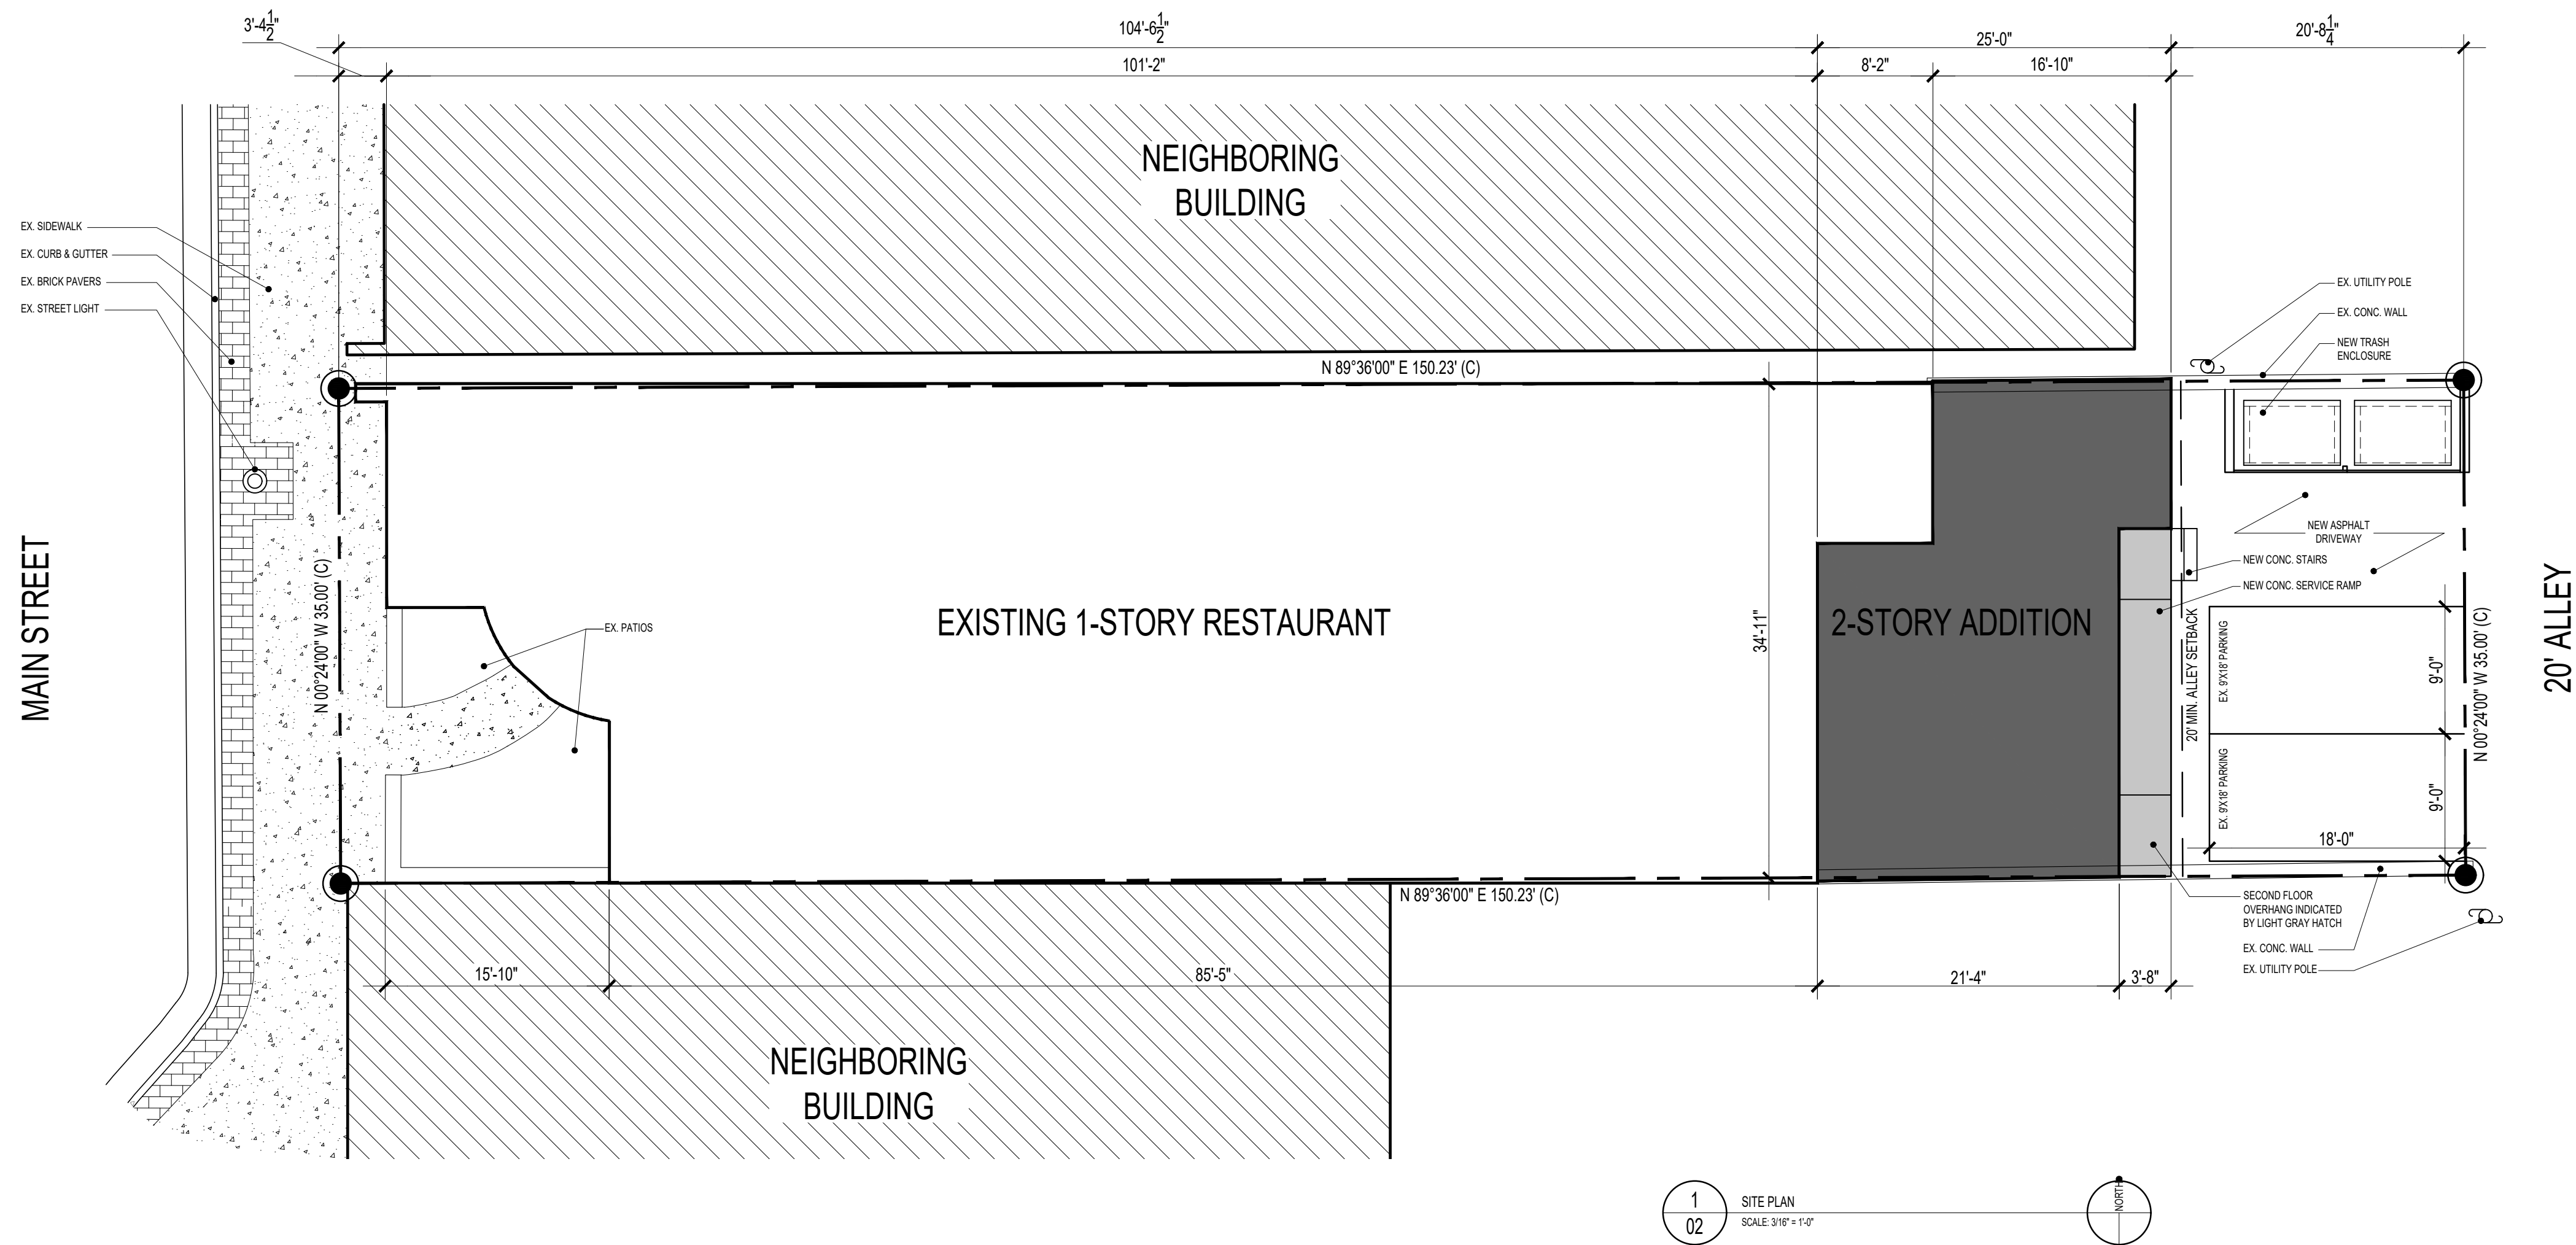 3'-4 1/2"
104'-6 1/2"
25'-0"
20'-8 1/4"
101'-2"
8'-2"
16'-10"
NEIGHBORING
BUILDING
EX. SIDEWALK
EX. CURB & GUTTER
EX. BRICK PAVERS
EX. STREET LIGHT
EX. UTILITY POLE
EX. CONC. WALL
NEW TRASH
ENCLOSURE
N 89°36'00" E 150.23' (C)
MAIN STREET
N 00°24'00" W 35.00' (C)
EX. PATIOS
EXISTING 1-STORY RESTAURANT
34'-11"
2-STORY ADDITION
NEW ASPHALT
DRIVEWAY
NEW CONC. STAIRS
NEW CONC. SERVICE RAMP
20' MIN. ALLEY SETBACK
EX. 9'X18' PARKING
9'-0"
EX. 9'X18' PARKING
9'-0"
18'-0"
N 00°24'00" W 35.00' (C)
20' ALLEY
N 89°36'00" E 150.23' (C)
SECOND FLOOR
OVERHANG INDICATED
BY LIGHT GRAY HATCH
EX. CONC. WALL
EX. UTILITY POLE
15'-10"
85'-5"
21'-4"
3'-8"
NEIGHBORING
BUILDING
1
02
SITE PLAN
SCALE: 3/16" = 1'-0"
NORTH